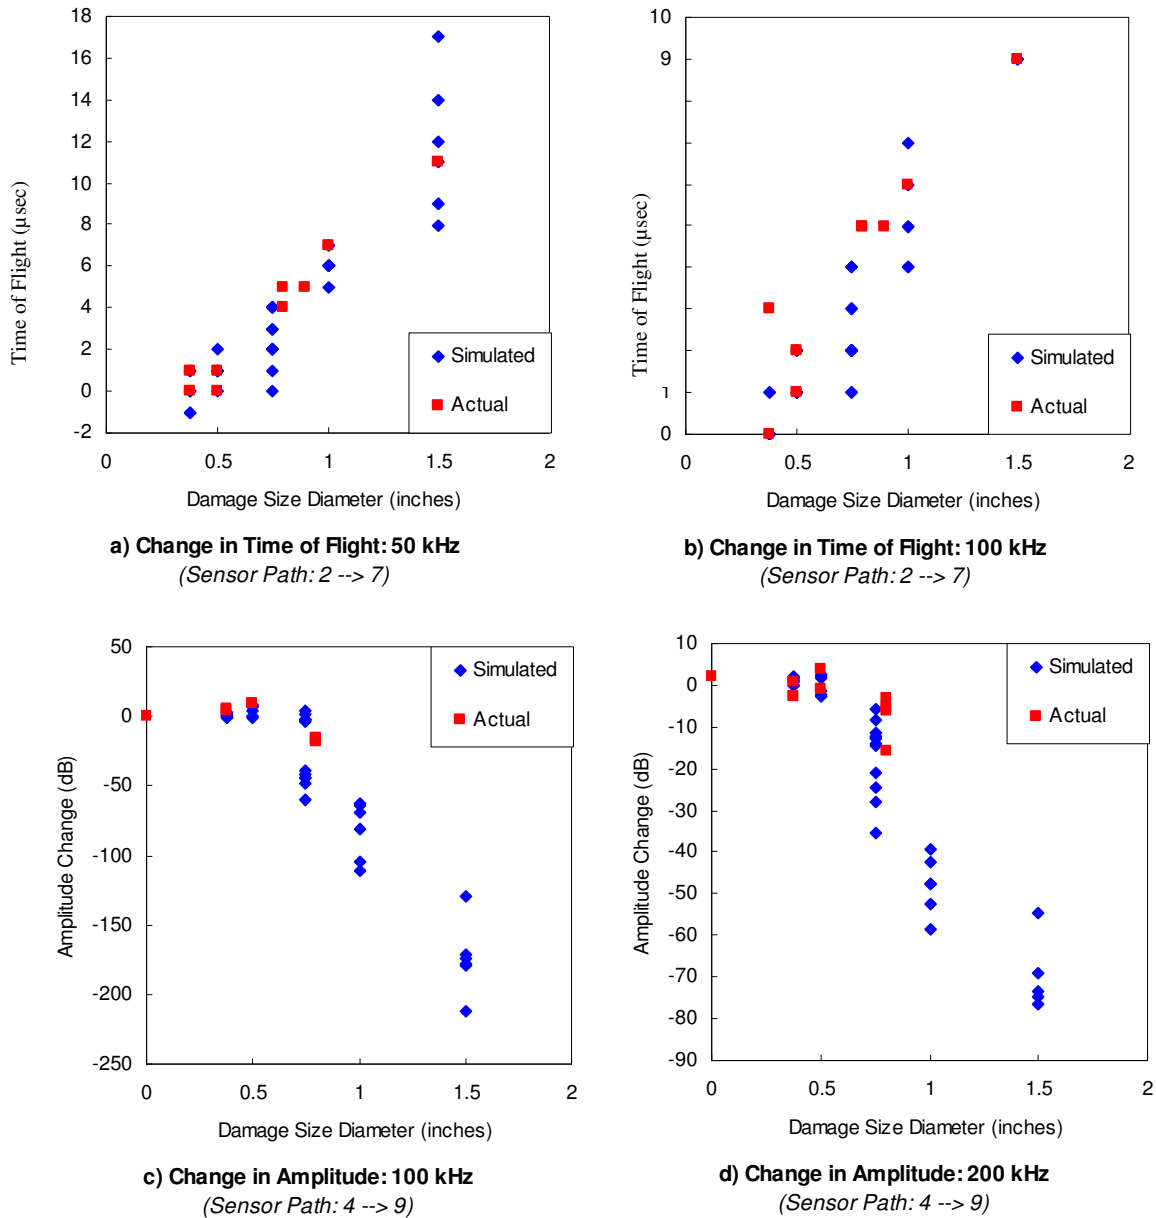 18
16
14
12
10
8
6
4
2
0
-2
Time of Flight (µsec)
0
0.5
1
1.5
2
Damage Size Diameter (inches)
Simulated
Actual
a) Change in Time of Flight: 50 kHz
(Sensor Path: 2 --> 7)
10
9
1
0
Time of Flight (µsec)
0
0.5
1
1.5
2
Damage Size Diameter (inches)
Simulated
Actual
b) Change in Time of Flight: 100 kHz
(Sensor Path: 2 --> 7)
50
0
-50
-100
-150
-200
-250
Amplitude Change (dB)
0
0.5
1
1.5
2
Damage Size Diameter (inches)
Simulated
Actual
c) Change in Amplitude: 100 kHz
(Sensor Path: 4 --> 9)
10
0
-10
-20
-30
-40
-50
-60
-70
-80
-90
Amplitude Change (dB)
0
0.5
1
1.5
2
Damage Size Diameter (inches)
Simulated
Actual
d) Change in Amplitude: 200 kHz
(Sensor Path: 4 --> 9)